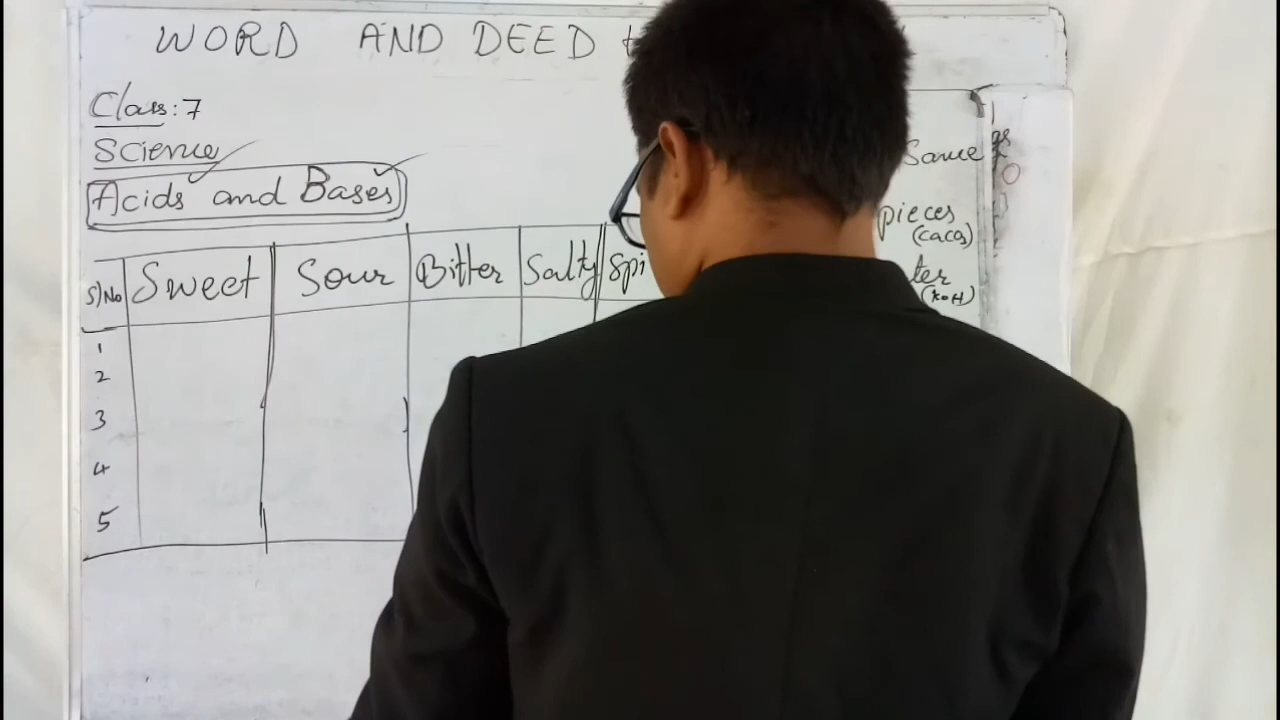 WORD AND DEED
Class: 7
Science
Acids and Bases
S)No Sweet Sour Bitter Salty Spi
1
2
3
4
5
Same
pieces
(CaCO3)
ter
(KOH)